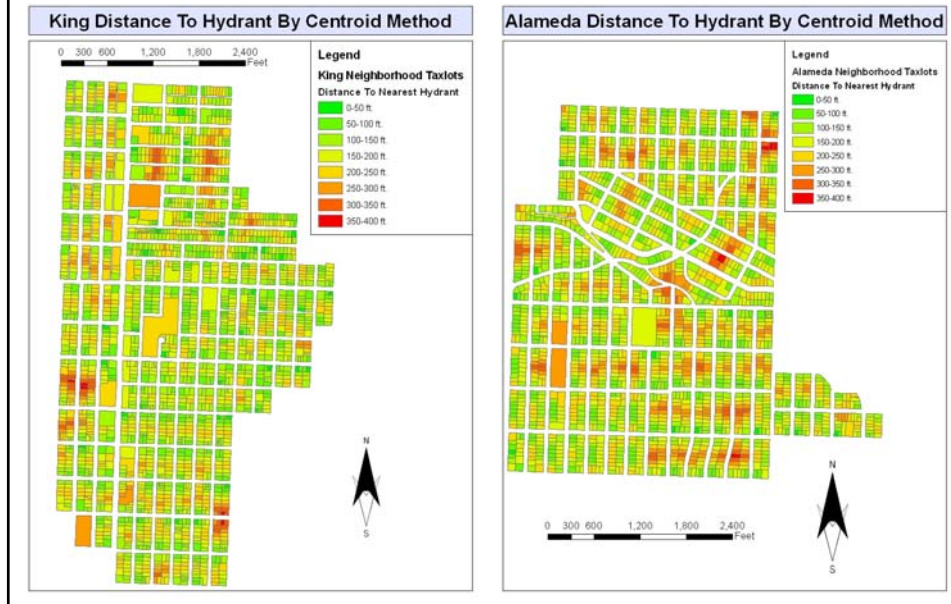 King Distance To Hydrant By Centroid Method
0 300 600 1,200 1,800 2,400
Feet
Legend
King Neighborhood Taxlots
Distance To Nearest Hydrant
0-50 ft.
50-100 ft.
100-150 ft.
150-200 ft.
200-250 ft.
250-300 ft.
300-350 ft.
350-400 ft.
N
S
Alameda Distance To Hydrant By Centroid Method
Legend
Alameda Neighborhood Taxlots
Distance To Nearest Hydrant
0-50 ft.
50-100 ft.
100-150 ft.
150-200 ft.
200-250 ft.
250-300 ft.
300-350 ft.
350-400 ft.
N
S
0 300 600 1,200 1,800 2,400
Feet